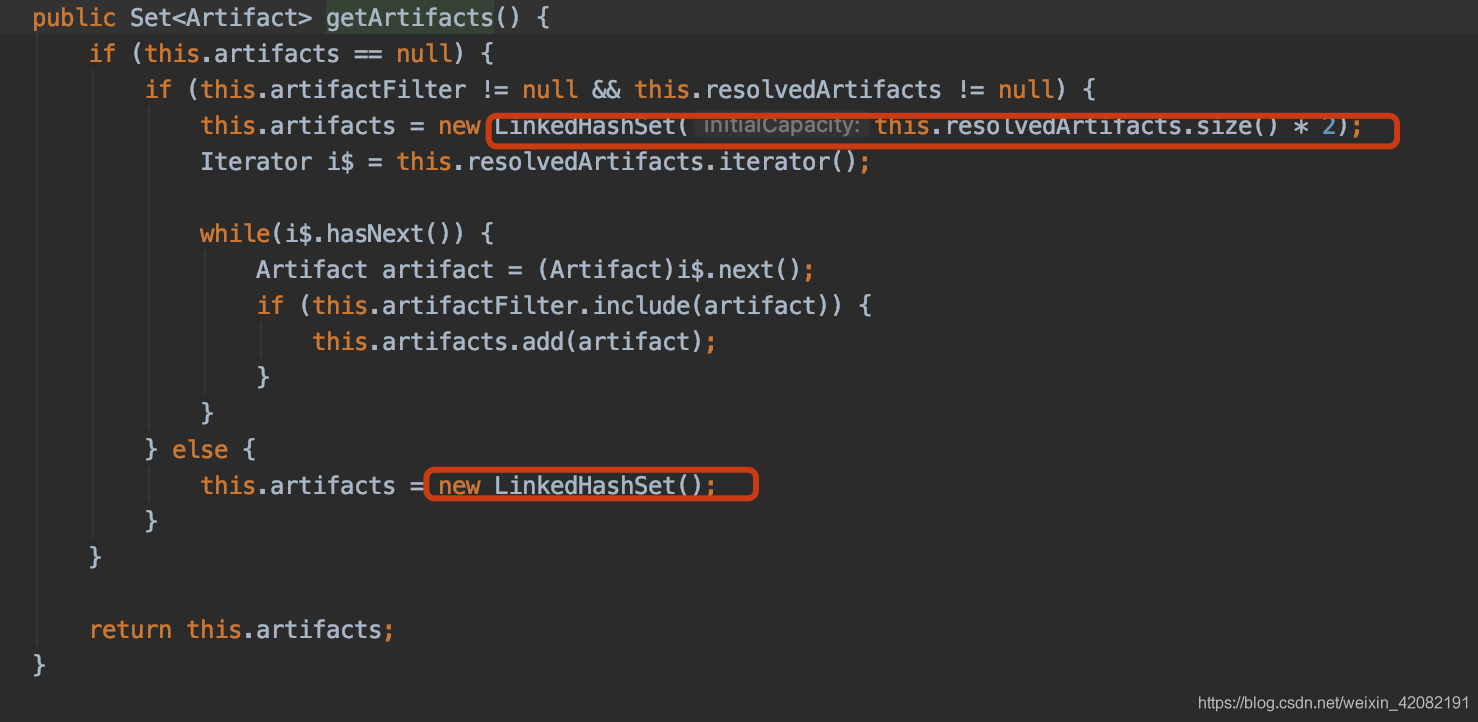 public Set<Artifact> getArtifacts() {
if (this.artifacts == null) {
if (this.artifactFilter != null && this.resolvedArtifacts != null) {
this.artifacts = new LinkedHashSet( initialCapacity: this.resolvedArtifacts.size() * 2);
Iterator i$ = this.resolvedArtifacts.iterator();
while(i$.hasNext()) {
Artifact artifact = (Artifact)i$.next();
if (this.artifactFilter.include(artifact)) {
this.artifacts.add(artifact);
}
}
} else {
this.artifacts = new LinkedHashSet();
}
}
return this.artifacts;
}
https://blog.csdn.net/weixin_42082191